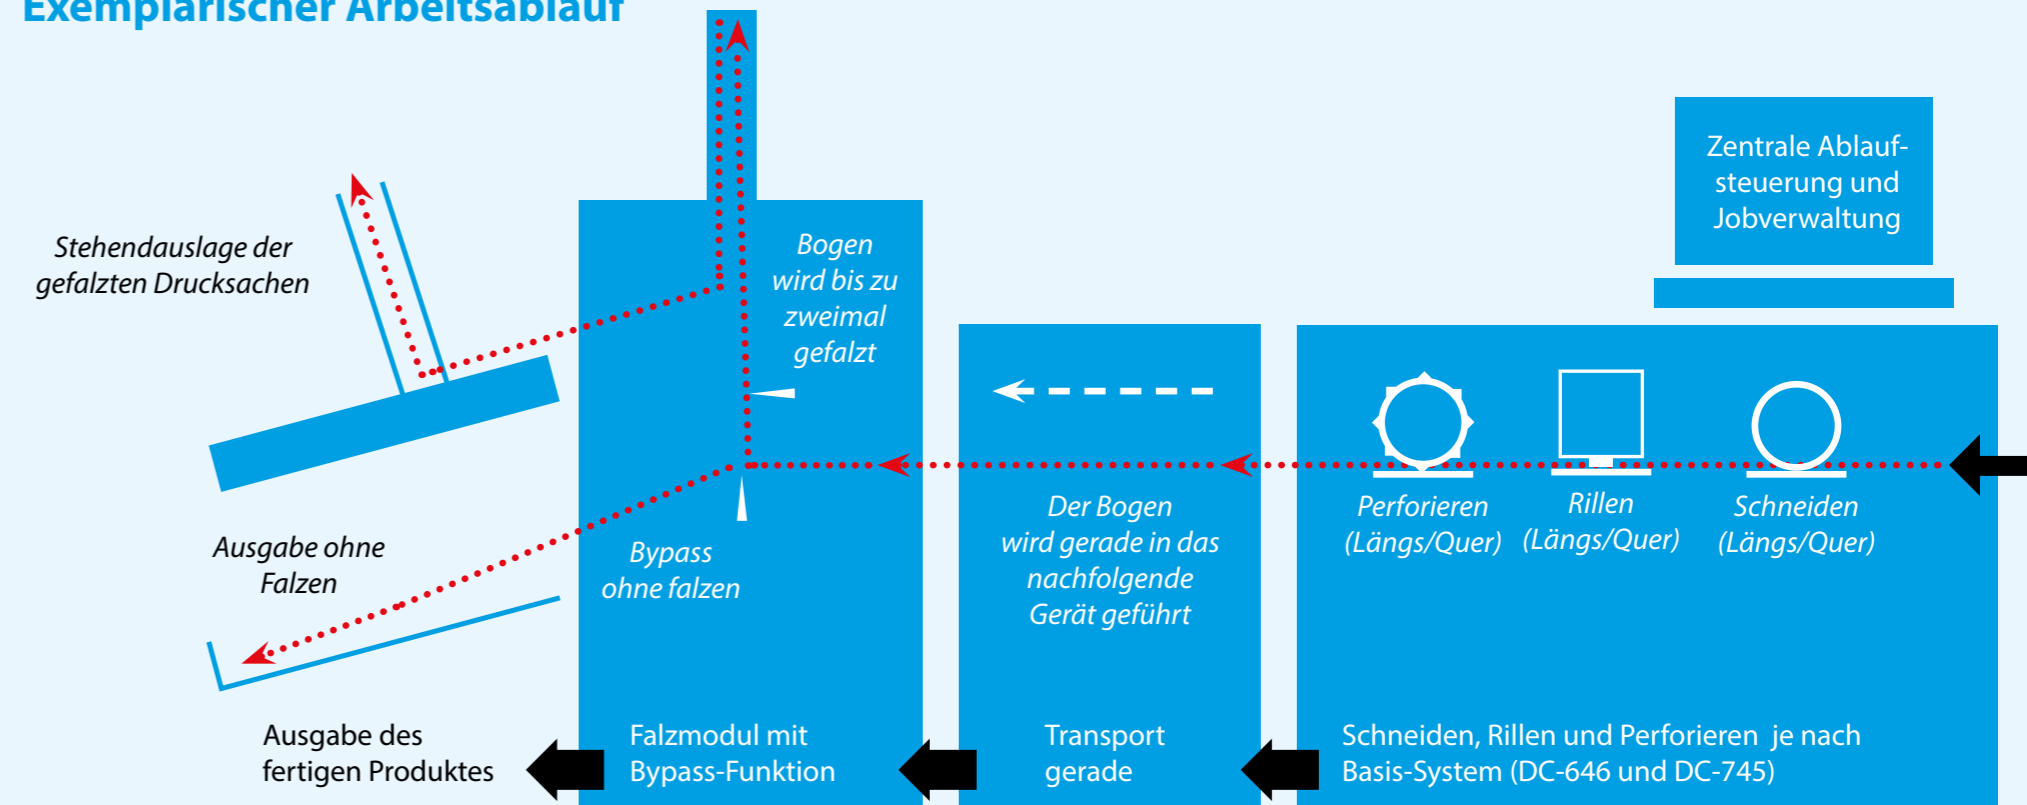 Exemplarischer Arbeitsablauf
Zentrale Ablauf-
steuerung und
Jobverwaltung
Stehendauslage der
gefalzten Drucksachen
Bogen
wird bis zu
zweimal
gefalzt
Perforieren
(Längs/Quer)
Rillen
(Längs/Quer)
Schneiden
(Längs/Quer)
Der Bogen
wird gerade in das
nachfolgende
Gerät geführt
Bypass
ohne falzen
Ausgabe ohne
Falzen
Ausgabe des
fertigen Produktes
Falzmodul mit
Bypass-Funktion
Transport
gerade
Schneiden, Rillen und Perforieren je nach
Basis-System (DC-646 und DC-745)